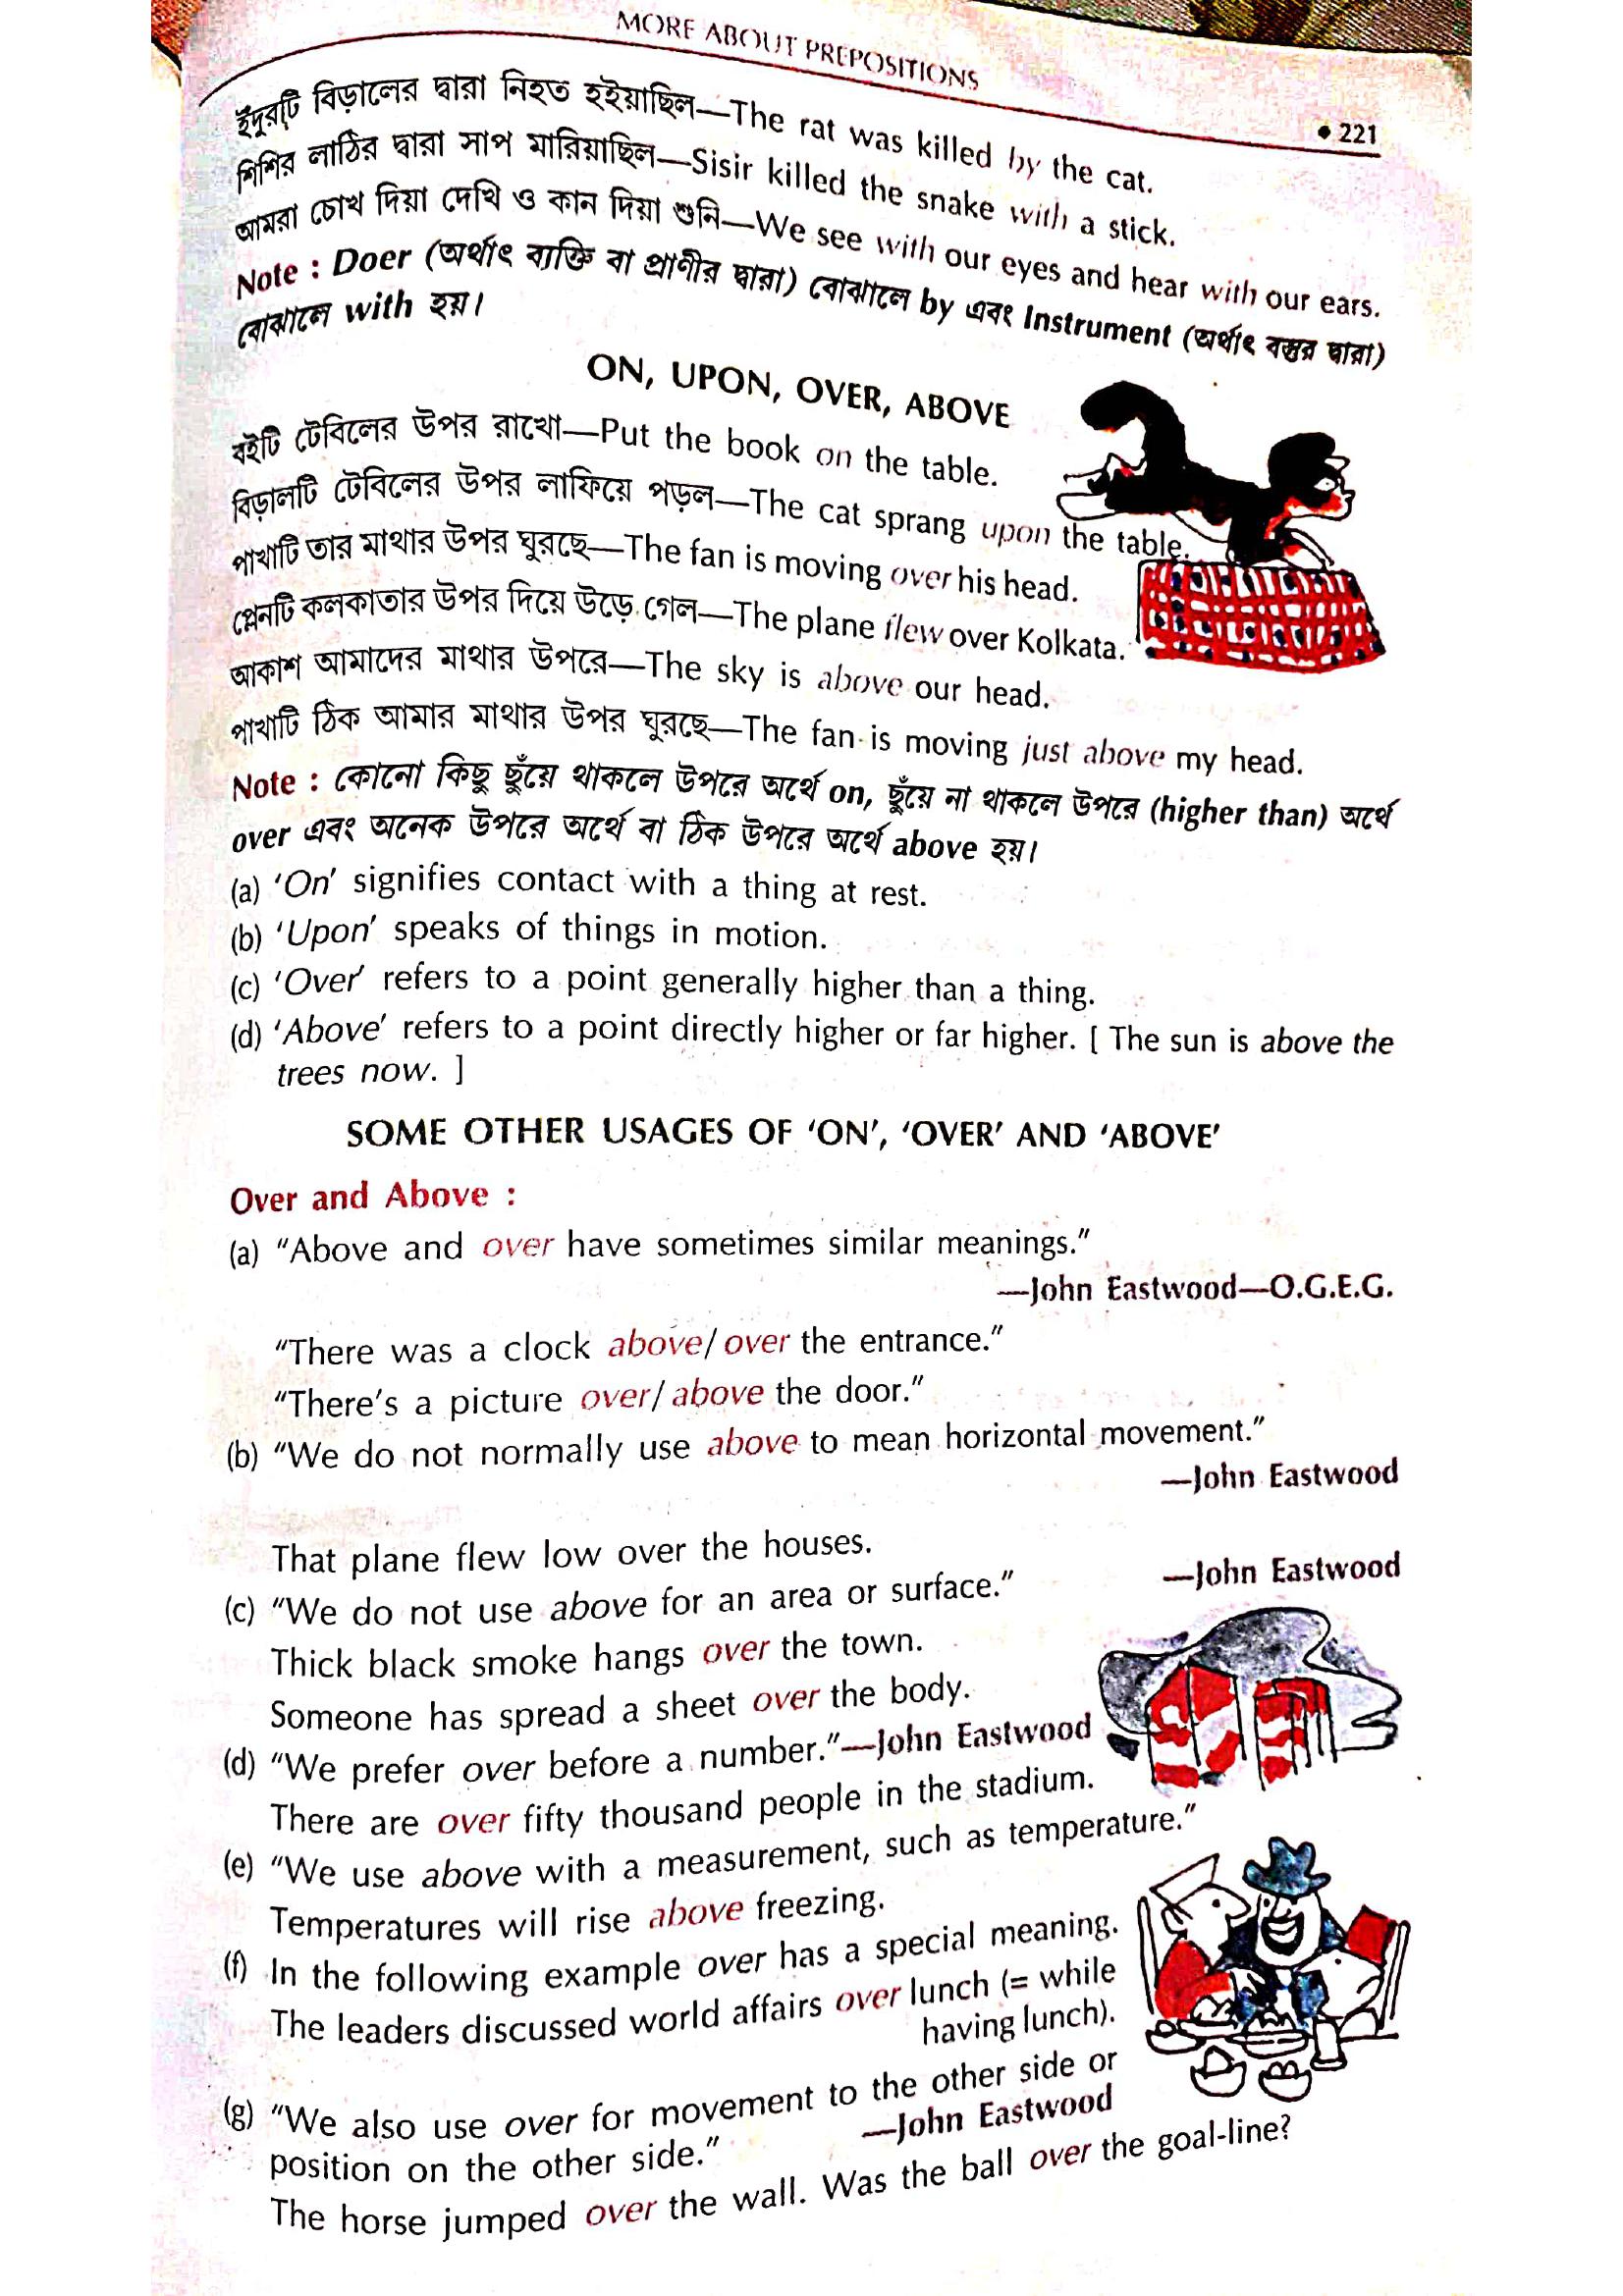 MORE ABOUT PREPOSITIONS
• 221
ইঁদুরটি বিড়ালের দ্বারা নিহত হইয়াছিল—The rat was killed by the cat.
শিশির লাঠির দ্বারা সাপ মারিয়াছিল—Sisir killed the snake with a stick.
আমরা চোখ দিয়া দেখি ও কান দিয়া শুনি—We see with our eyes and hear with our ears.
Note : Doer (অর্থাৎ ব্যক্তি বা প্রাণীর দ্বারা) বোঝালে by এবং Instrument (অর্থাৎ বস্তুর দ্বারা)
বোঝালে with হয়।
ON, UPON, OVER, ABOVE
বইটি টেবিলের উপর রাখো—Put the book on the table.
বিড়ালটি টেবিলের উপর লাফিয়ে পড়ল—The cat sprang upon the table.
পাখাটি তার মাথার উপর ঘুরছে—The fan is moving over his head.
প্লেনটি কলকাতার উপর দিয়ে উড়ে গেল—The plane flew over Kolkata.
আকাশ আমাদের মাথার উপরে—The sky is above our head.
পাখাটি ঠিক আমার মাথার উপর ঘুরছে—The fan is moving just above my head.
Note : কোনো কিছু ছুঁয়ে থাকলে উপরে অর্থে on, ছুঁয়ে না থাকলে উপরে (higher than) অর্থে
over এবং অনেক উপরে অর্থে বা ঠিক উপরে অর্থে above হয়।
(a) ‘On’ signifies contact with a thing at rest.
(b) ‘Upon’ speaks of things in motion.
(c) ‘Over’ refers to a point generally higher than a thing.
(d) ‘Above’ refers to a point directly higher or far higher. [ The sun is above the
trees now. ]
SOME OTHER USAGES OF ‘ON’, ‘OVER’ AND ‘ABOVE’
Over and Above :
(a) “Above and over have sometimes similar meanings.”
—John Eastwood—O.G.E.G.
“There was a clock above/over the entrance.”
“There’s a picture over/above the door.”
(b) “We do not normally use above to mean horizontal movement.”
—John Eastwood
That plane flew low over the houses.
(c) “We do not use above for an area or surface.” —John Eastwood
Thick black smoke hangs over the town.
Someone has spread a sheet over the body.
(d) “We prefer over before a number.”—John Eastwood
There are over fifty thousand people in the stadium.
(e) “We use above with a measurement, such as temperature.”
Temperatures will rise above freezing.
(f) In the following example over has a special meaning.
The leaders discussed world affairs over lunch (= while
having lunch).
(g) “We also use over for movement to the other side or
position on the other side.” —John Eastwood
The horse jumped over the wall. Was the ball over the goal-line?